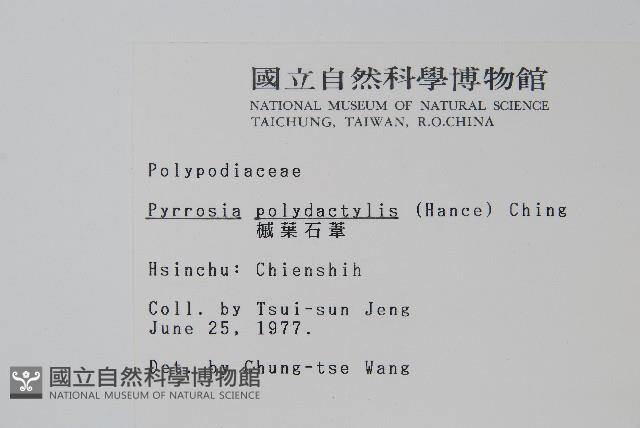 國立自然科學博物館
NATIONAL MUSEUM OF NATURAL SCIENCE
TAICHUNG, TAIWAN, R.O.CHINA
Polypodiaceae
Pyrrosia polydactylis (Hance) Ching
槭葉石葦
Hsinchu: Chienshih
Coll. by Tsui-sun Jeng
June 25, 1977.
Det. by Chung-tse Wang
國立自然科學博物館
NATIONAL MUSEUM OF NATURAL SCIENCE